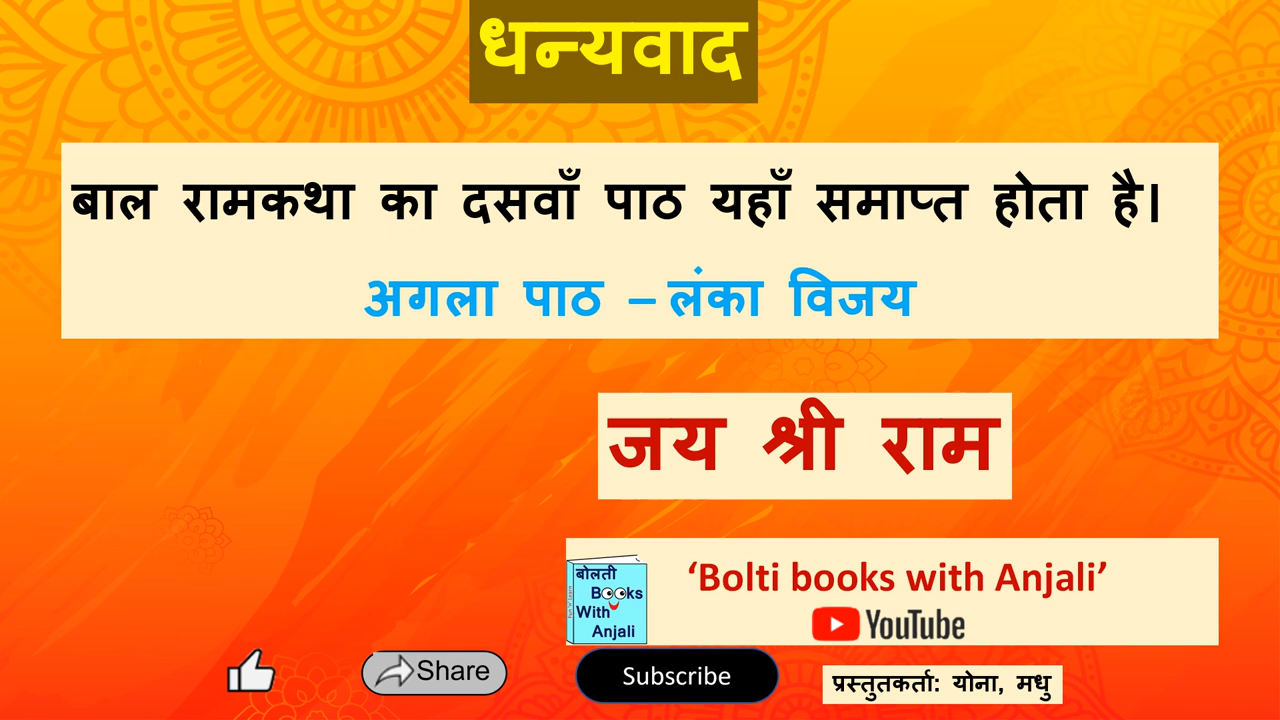 धन्यवाद
बाल रामकथा का दसवाँ पाठ यहाँ समाप्त होता है।
अगला पाठ – लंका विजय
जय श्री राम
‘Bolti books with Anjali’
YouTube
बोलती
Books
With
Anjali
Share
Subscribe
प्रस्तुतकर्ता: योना, मधु